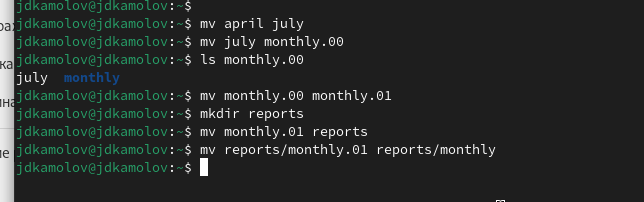 jdkamolov@jdkamolov:~$
jdkamolov@jdkamolov:~$ mv april july
jdkamolov@jdkamolov:~$ mv july monthly.00
jdkamolov@jdkamolov:~$ ls monthly.00
july monthly
jdkamolov@jdkamolov:~$ mv monthly.00 monthly.01
jdkamolov@jdkamolov:~$ mkdir reports
jdkamolov@jdkamolov:~$ mv monthly.01 reports
jdkamolov@jdkamolov:~$ mv reports/monthly.01 reports/monthly
jdkamolov@jdkamolov:~$